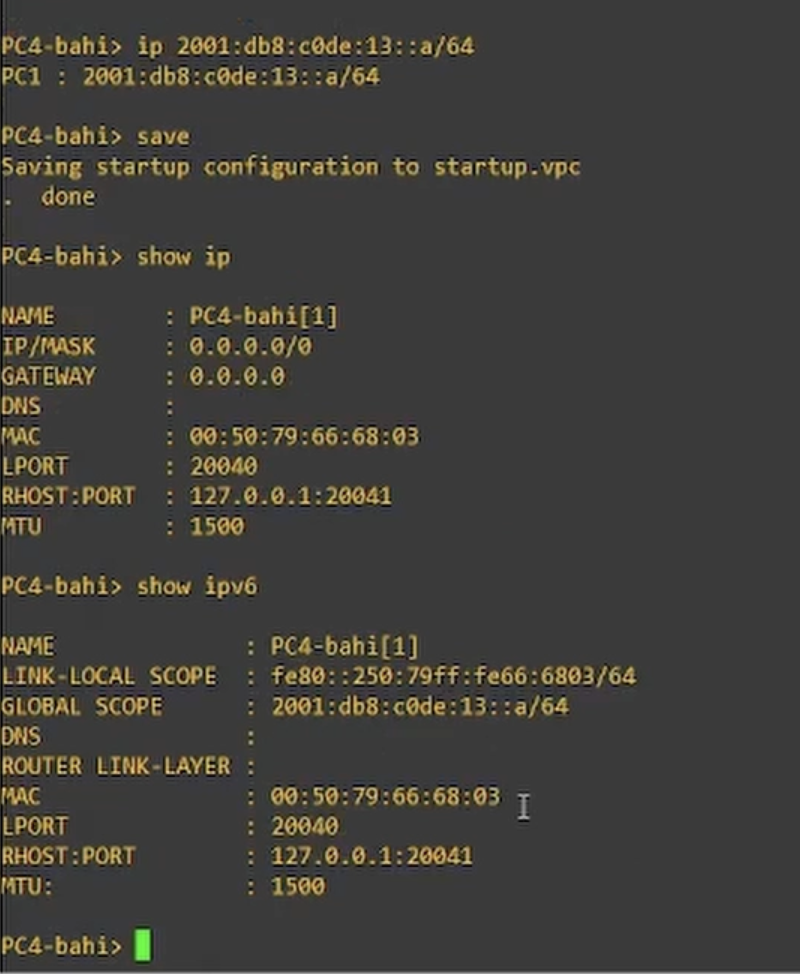 PC4-bahi> ip 2001:db8:c0de:13::a/64
PC1 : 2001:db8:c0de:13::a/64
PC4-bahi> save
Saving startup configuration to startup.vpc
.  done
PC4-bahi> show ip
NAME        : PC4-bahi[1]
IP/MASK     : 0.0.0.0/0
GATEWAY     : 0.0.0.0
DNS         :
MAC         : 00:50:79:66:68:03
LPORT       : 20040
RHOST:PORT  : 127.0.0.1:20041
MTU         : 1500
PC4-bahi> show ipv6
NAME              : PC4-bahi[1]
LINK-LOCAL SCOPE  : fe80::250:79ff:fe66:6803/64
GLOBAL SCOPE      : 2001:db8:c0de:13::a/64
DNS               :
ROUTER LINK-LAYER :
MAC               : 00:50:79:66:68:03
LPORT             : 20040
RHOST:PORT        : 127.0.0.1:20041
MTU:              : 1500
PC4-bahi>